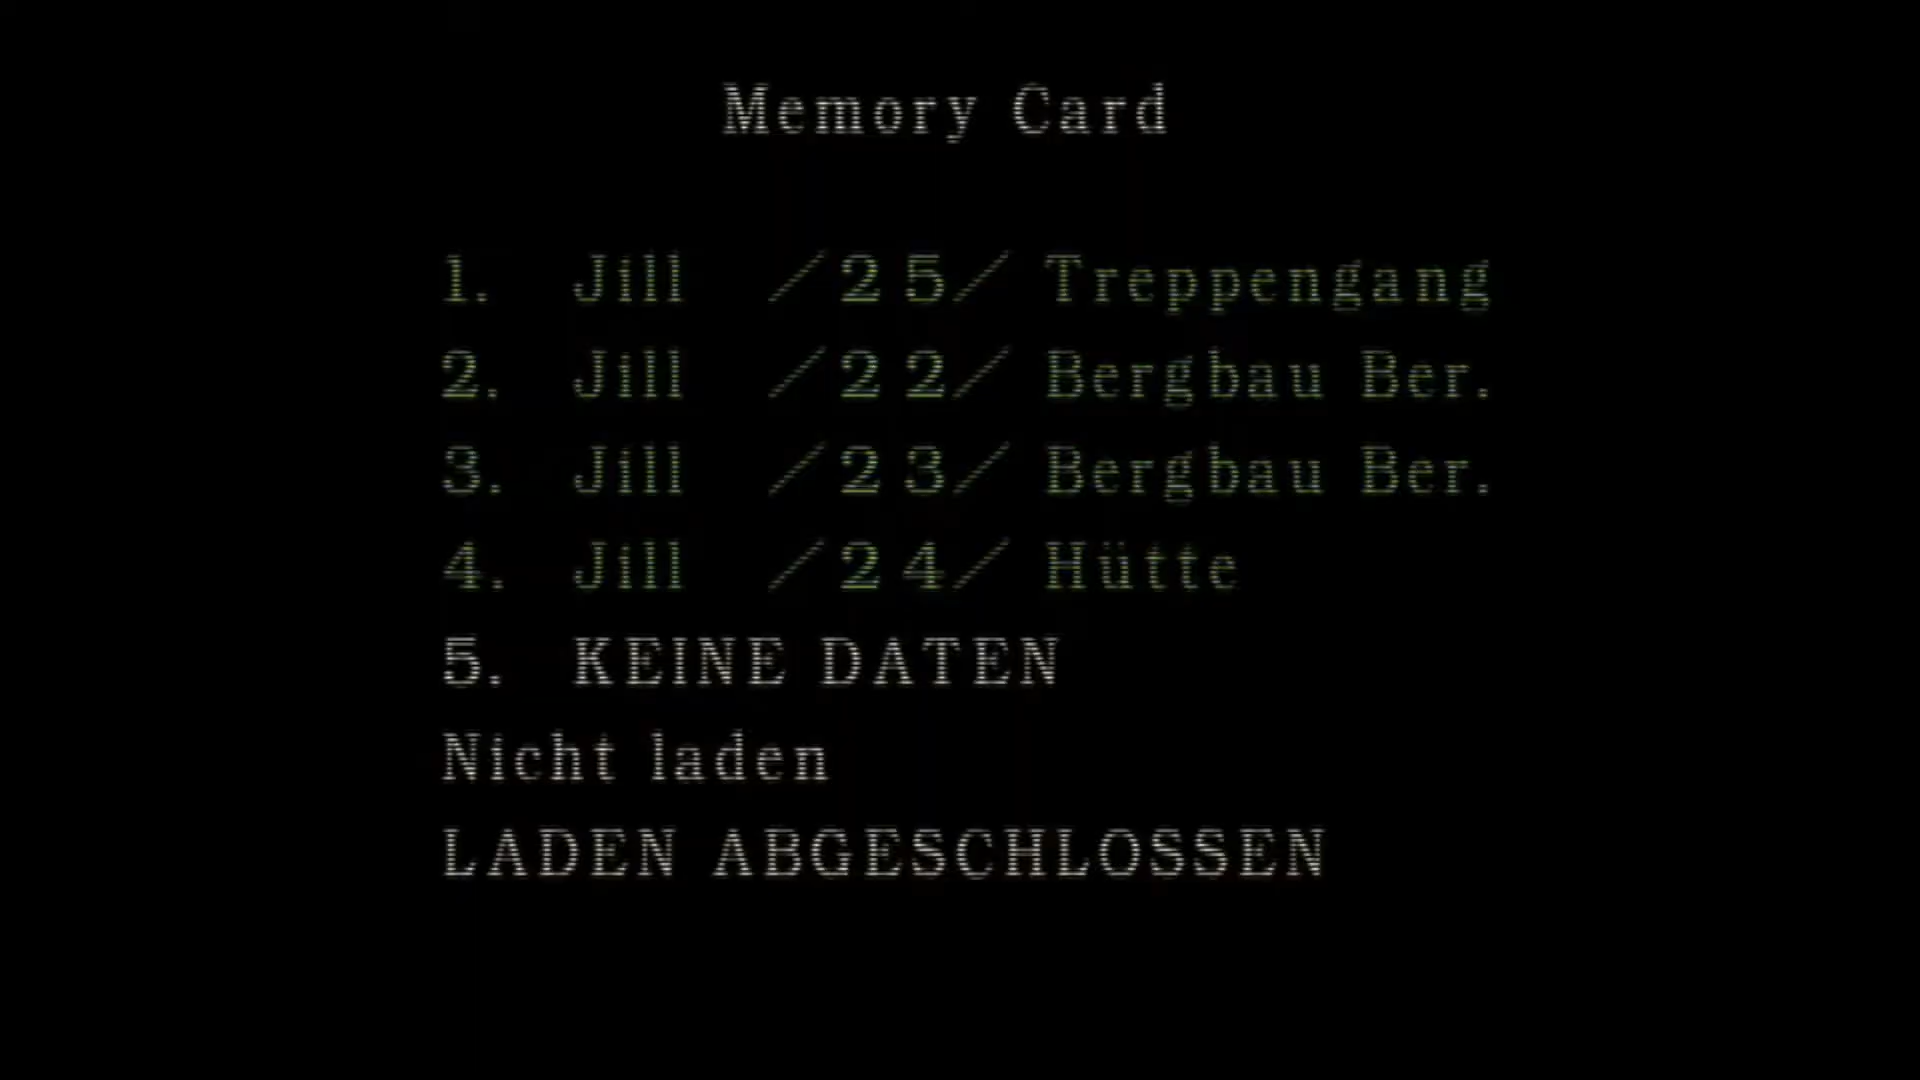 Memory Card
1. Jill ／25／ Treppengang
2. Jill ／22／ Bergbau Ber.
3. Jill ／23／ Bergbau Ber.
4. Jill ／24／ Hütte
5. KEINE DATEN
Nicht laden
LADEN ABGESCHLOSSEN